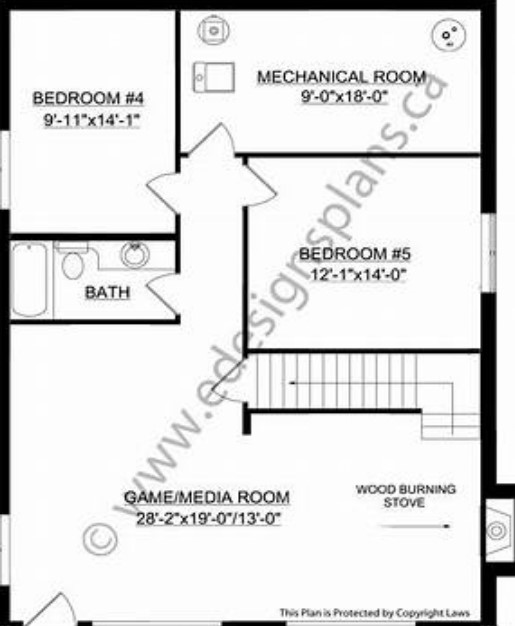 MECHANICAL ROOM
9'-0"x18'-0"
BEDROOM #4
9'-11"x14'-1"
BEDROOM #5
12'-1"x14'-0"
BATH
GAME/MEDIA ROOM
28'-2"x19'-0"/13'-0"
WOOD BURNING
STOVE
© www.edesignsplans.ca
This Plan is Protected by Copyright Laws